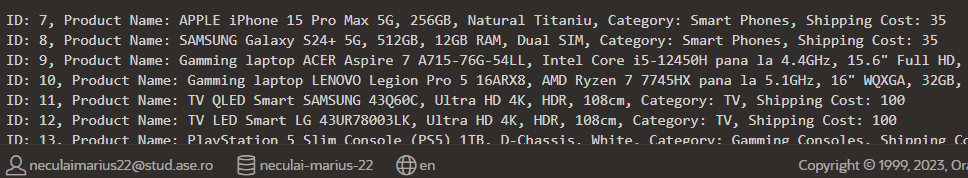 ID: 7, Product Name: APPLE iPhone 15 Pro Max 5G, 256GB, Natural Titaniu, Category: Smart Phones, Shipping Cost: 35
ID: 8, Product Name: SAMSUNG Galaxy S24+ 5G, 512GB, 12GB RAM, Dual SIM, Category: Smart Phones, Shipping Cost: 35
ID: 9, Product Name: Gamming laptop ACER Aspire 7 A715-76G-54LL, Intel Core i5-12450H pana la 4.4GHz, 15.6" Full HD,
ID: 10, Product Name: Gamming laptop LENOVO Legion Pro 5 16ARX8, AMD Ryzen 7 7745HX pana la 5.1GHz, 16" WQXGA, 32GB,
ID: 11, Product Name: TV QLED Smart SAMSUNG 43Q60C, Ultra HD 4K, HDR, 108cm, Category: TV, Shipping Cost: 100
ID: 12, Product Name: TV LED Smart LG 43UR78003LK, Ultra HD 4K, HDR, 108cm, Category: TV, Shipping Cost: 100
ID: 13, Product Name: PlayStation 5 Slim Console (PS5) 1TB, D-Chassis, White, Category: Gamming Consoles, Shipping Co
neculaimarius22@stud.ase.ro neculai-marius-22 en Copyright © 1999, 2023, Ora